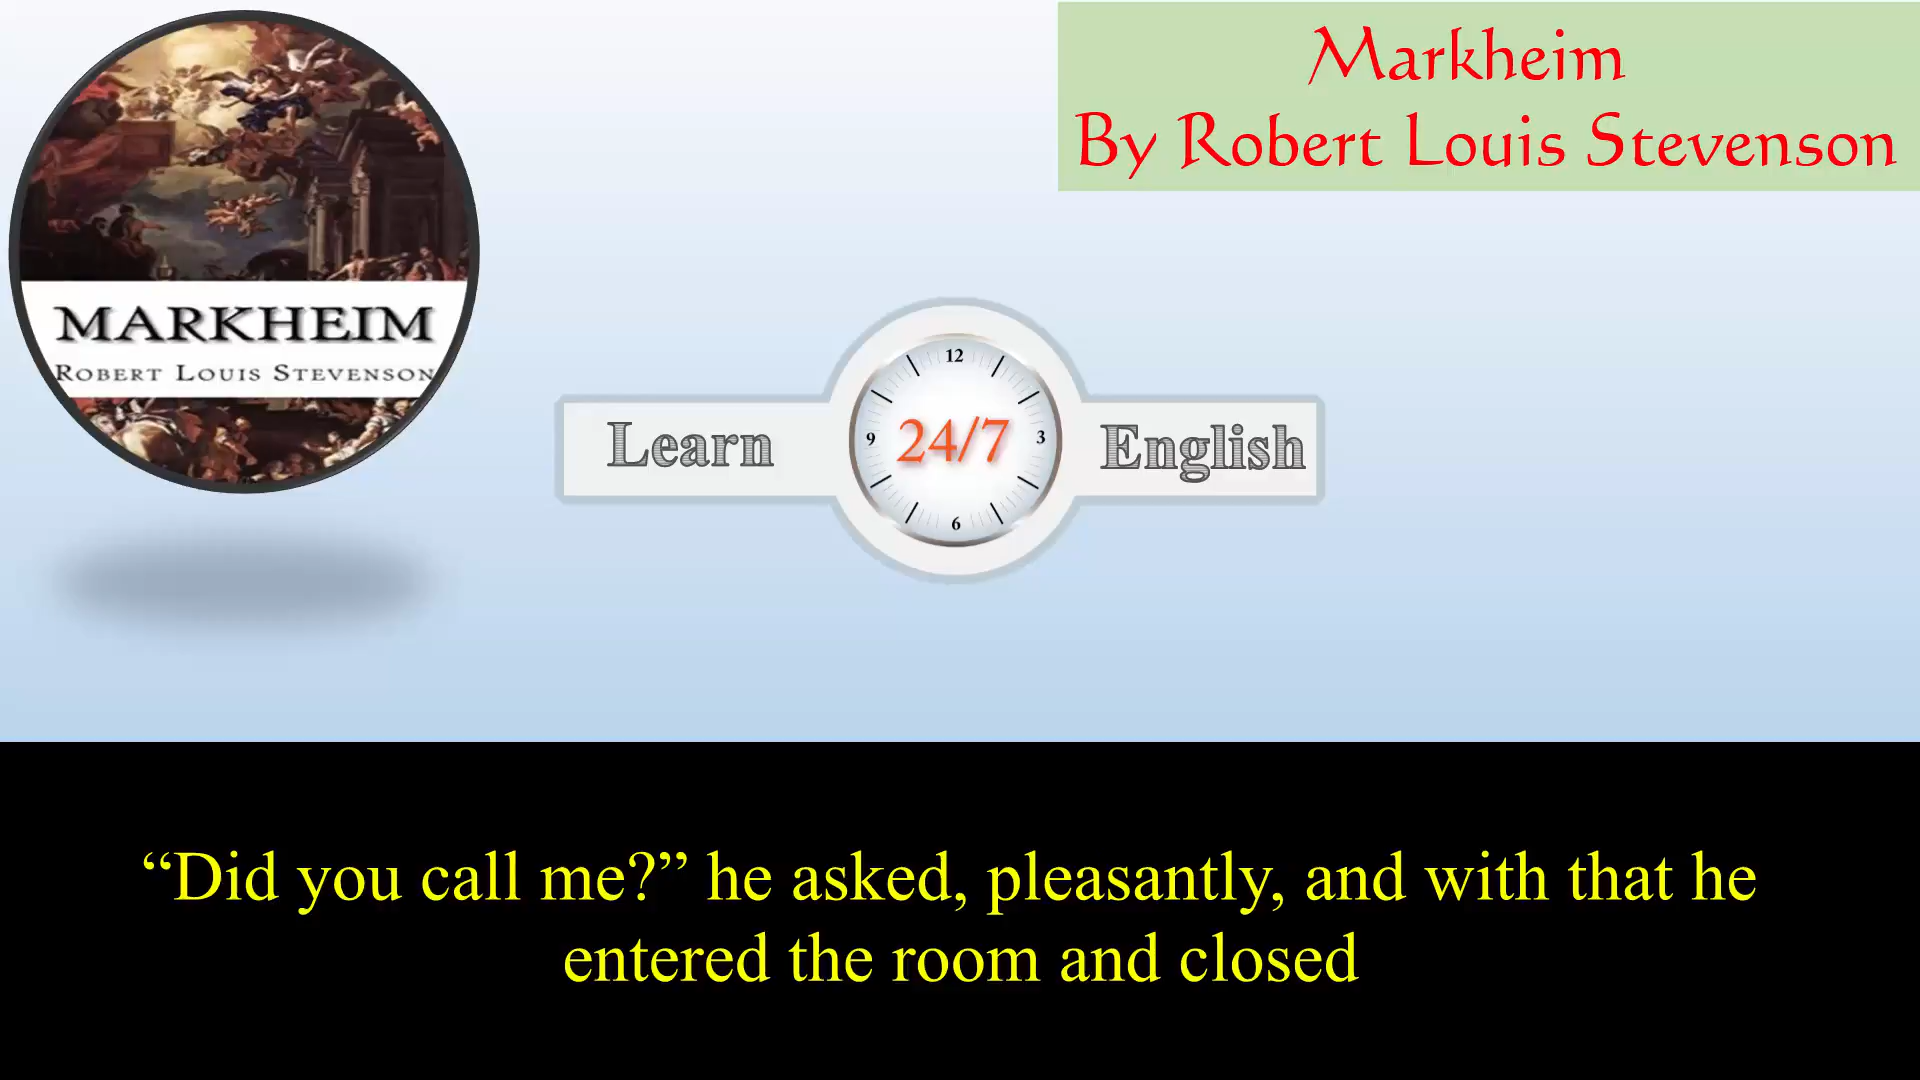 Markheim
By Robert Louis Stevenson
MARKHEIM
ROBERT LOUIS STEVENSON
Learn
24/7
English
12
3
6
9
“Did you call me?” he asked, pleasantly, and with that he
entered the room and closed